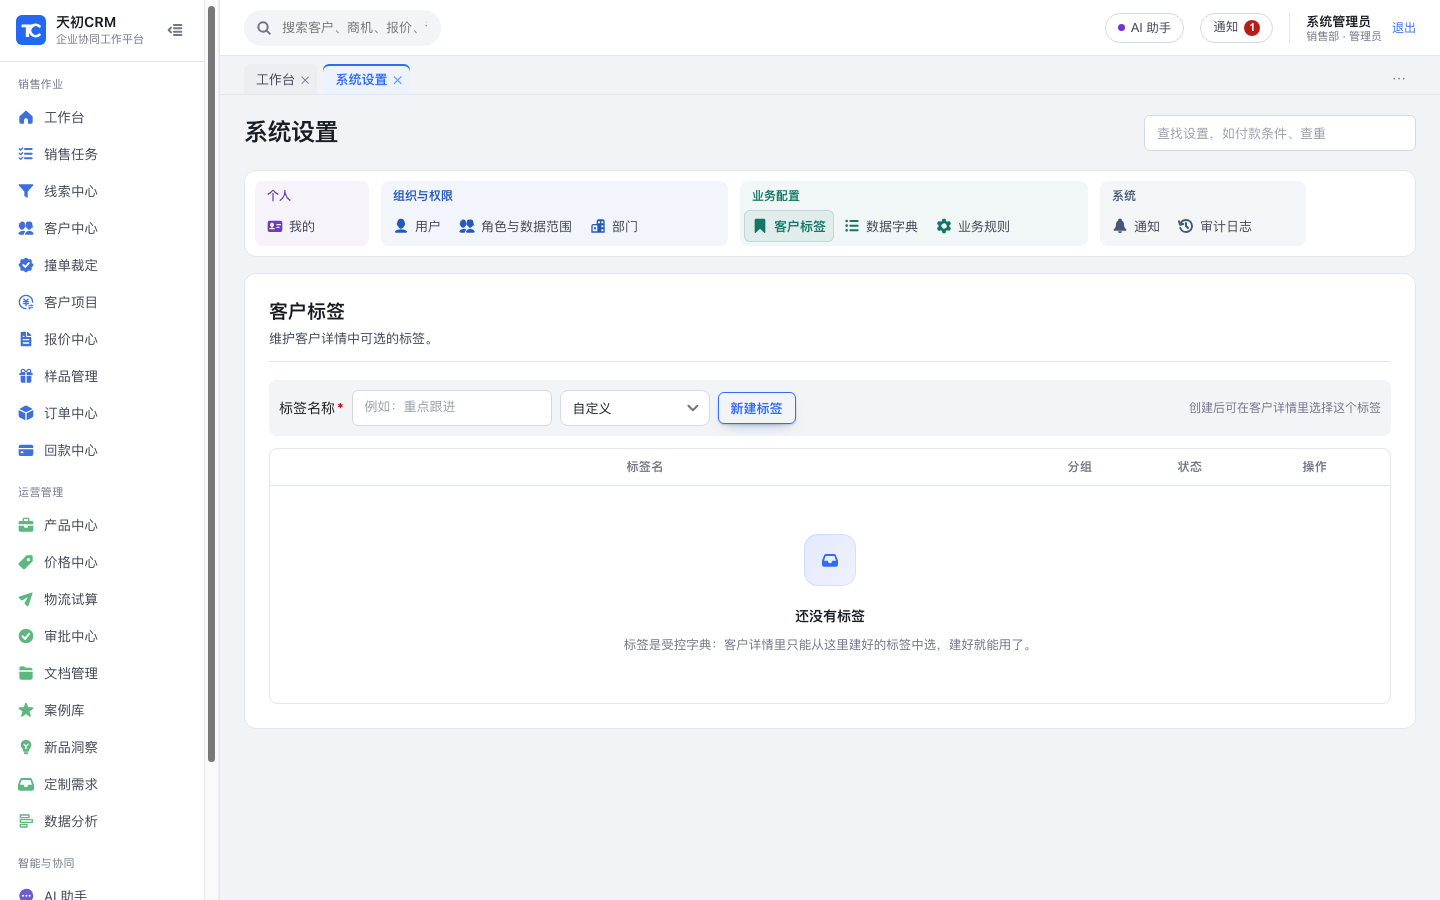 天初CRM
企业协同工作平台
搜索客户、商机、报价、
AI 助手
通知 1
系统管理员
销售部 · 管理员
退出
销售作业
工作台
销售任务
线索中心
客户中心
撞单裁定
客户项目
报价中心
样品管理
订单中心
回款中心
运营管理
产品中心
价格中心
物流试算
审批中心
文档管理
案例库
新品洞察
定制需求
数据分析
智能与协同
AI 助手
工作台
系统设置
系统设置
查找设置，如付款条件、查重
个人
我的
组织与权限
用户
角色与数据范围
部门
业务配置
客户标签
数据字典
业务规则
系统
通知
审计日志
客户标签
维护客户详情中可选的标签。
标签名称*
例如：重点跟进
自定义
新建标签
创建后可在客户详情里选择这个标签
标签名 分组 状态 操作
还没有标签
标签是受控字典：客户详情里只能从这里建好的标签中选，建好就能用了。